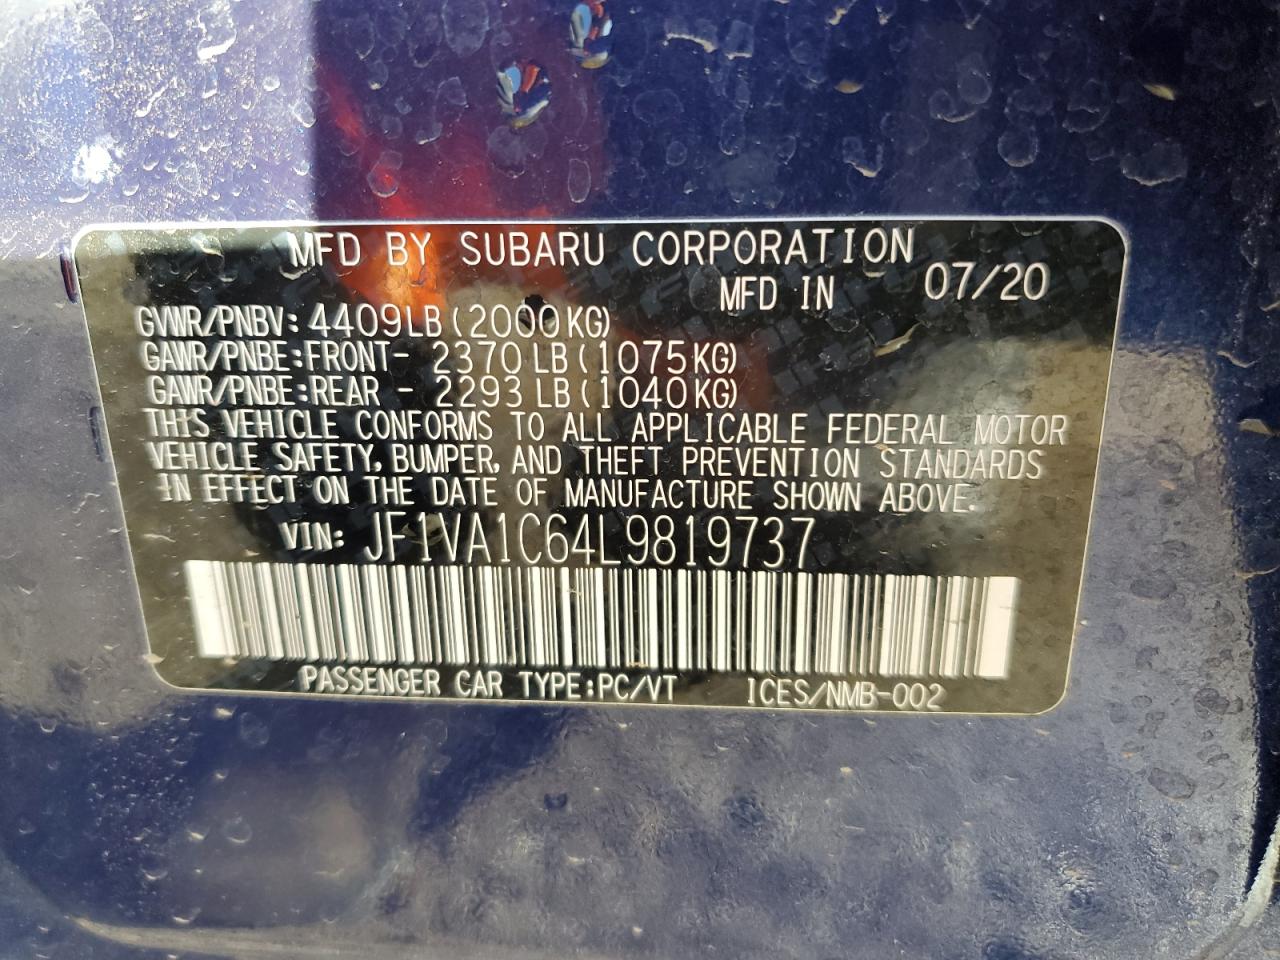 MFD BY SUBARU CORPORATION
MFD IN 07/20
GVWR/PNBV: 4409LB (2000KG)
GAWR/PNBE:FRONT- 2370LB (1075KG)
GAWR/PNBE:REAR - 2293LB (1040KG)
THIS VEHICLE CONFORMS TO ALL APPLICABLE FEDERAL MOTOR
VEHICLE SAFETY, BUMPER, AND THEFT PREVENTION STANDARDS
IN EFFECT ON THE DATE OF MANUFACTURE SHOWN ABOVE.
VIN: JF1VA1C64L9819737
PASSENGER CAR TYPE:PC/VT ICES/NMB-002